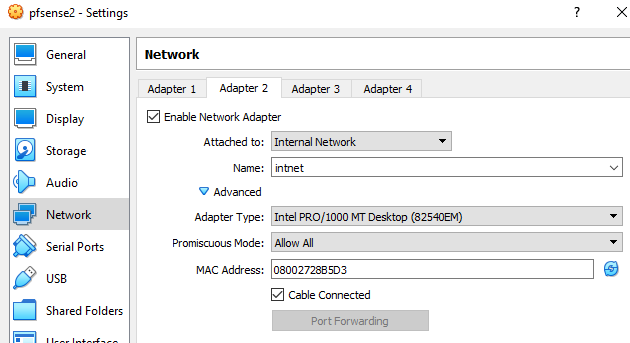 pfsense2 - Settings
?
General
System
Display
Storage
Audio
Network
Serial Ports
USB
Shared Folders
User Interface
Network
Adapter 1 Adapter 2 Adapter 3 Adapter 4
Enable Network Adapter
Attached to: Internal Network
Name: intnet
Advanced
Adapter Type: Intel PRO/1000 MT Desktop (82540EM)
Promiscuous Mode: Allow All
MAC Address: 08002728B5D3
Cable Connected
Port Forwarding